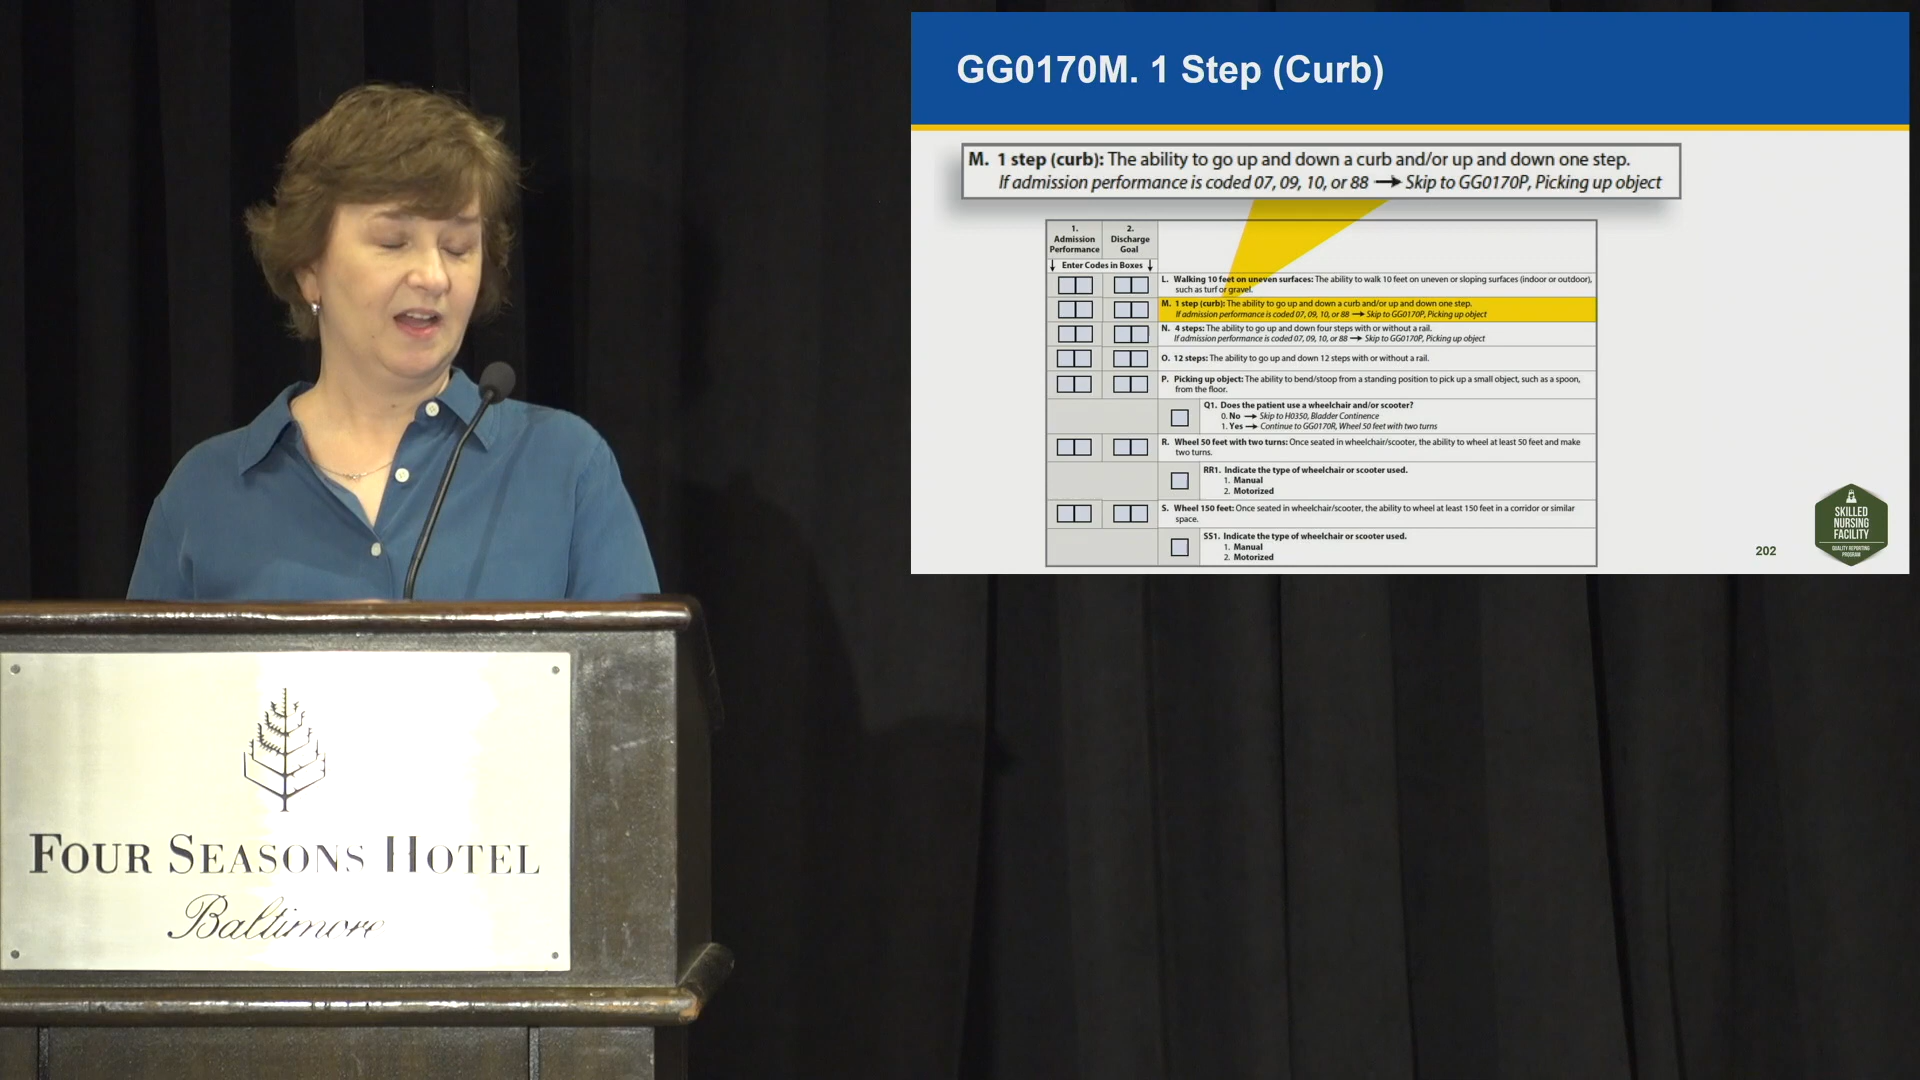 GG0170M. 1 Step (Curb)
M. 1 step (curb): The ability to go up and down a curb and/or up and down one step.
If admission performance is coded 07, 09, 10, or 88 → Skip to GG0170P, Picking up object
1.
Admission
Performance
2.
Discharge
Goal
↓ Enter Codes in Boxes ↓
L. Walking 10 feet on uneven surfaces: The ability to walk 10 feet on uneven or sloping surfaces (indoor or outdoor),
such as turf or gravel.
M. 1 step (curb): The ability to go up and down a curb and/or up and down one step.
If admission performance is coded 07, 09, 10, or 88 → Skip to GG0170P, Picking up object
N. 4 steps: The ability to go up and down four steps with or without a rail.
If admission performance is coded 07, 09, 10, or 88 → Skip to GG0170P, Picking up object
O. 12 steps: The ability to go up and down 12 steps with or without a rail.
P. Picking up object: The ability to bend/stoop from a standing position to pick up a small object, such as a spoon,
from the floor.
Q1. Does the patient use a wheelchair and/or scooter?
0. No → Skip to H0350, Bladder Continence
1. Yes → Continue to GG0170R, Wheel 50 feet with two turns
R. Wheel 50 feet with two turns: Once seated in wheelchair/scooter, the ability to wheel at least 50 feet and make
two turns.
RR1. Indicate the type of wheelchair or scooter used.
1. Manual
2. Motorized
S. Wheel 150 feet: Once seated in wheelchair/scooter, the ability to wheel at least 150 feet in a corridor or similar
space.
SS1. Indicate the type of wheelchair or scooter used.
1. Manual
2. Motorized
202
SKILLED
NURSING
FACILITY
QUALITY REPORTING
PROGRAM
FOUR SEASONS HOTEL
Baltimore